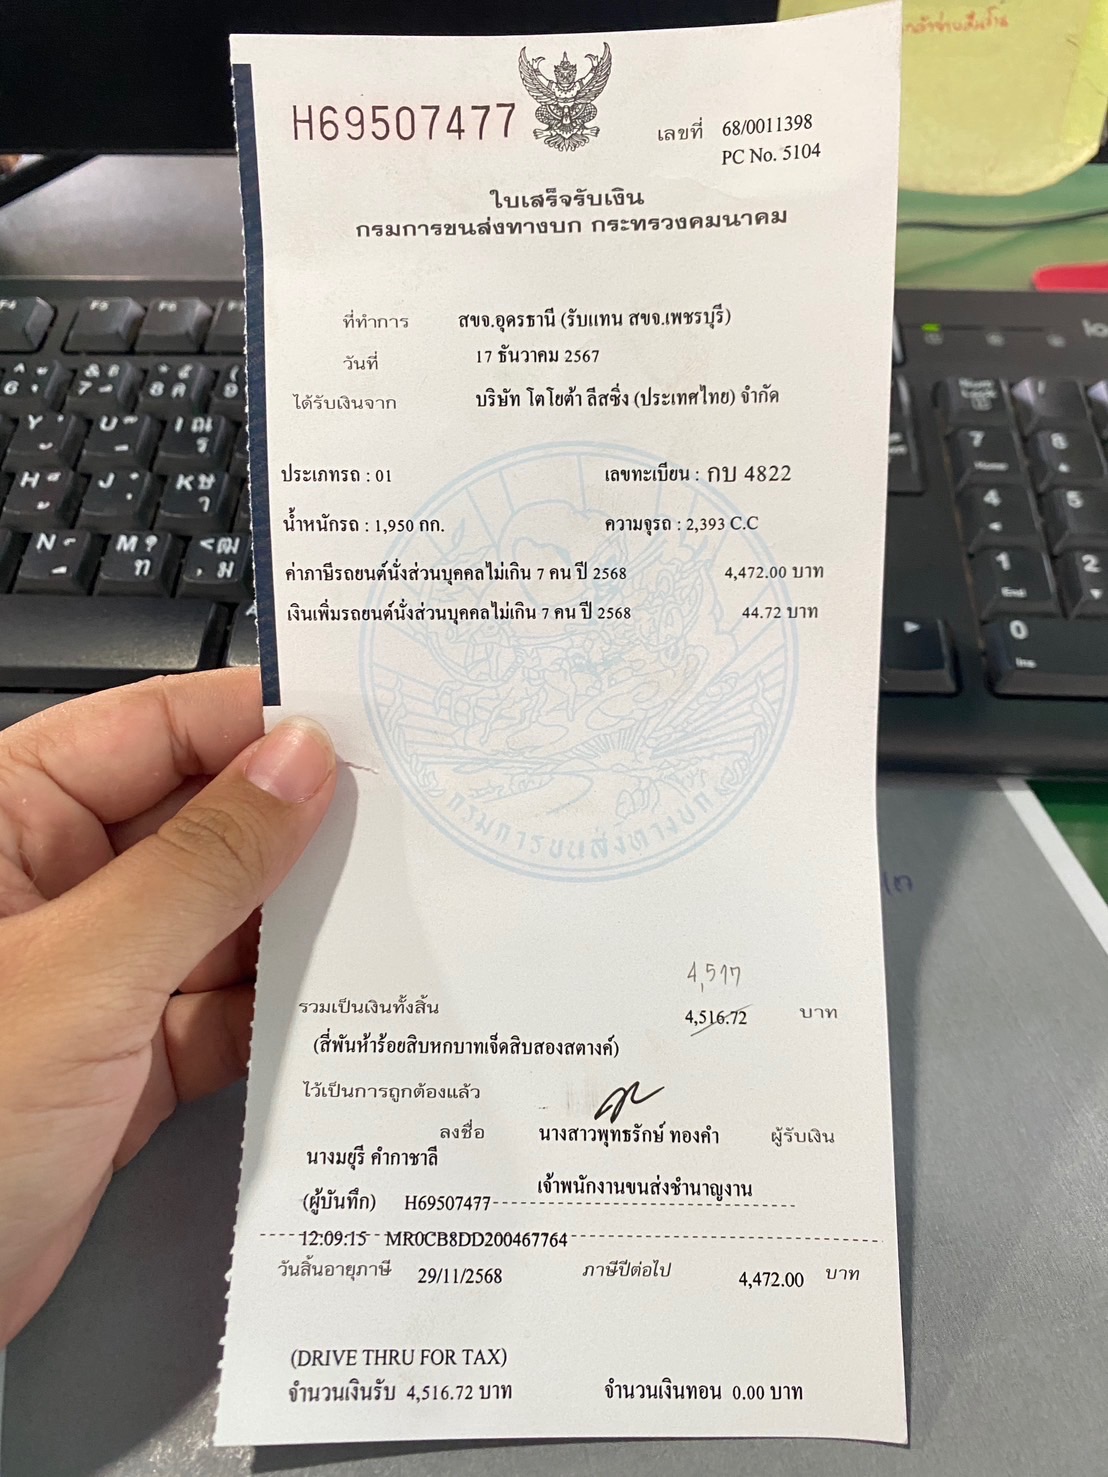 H69507477
เลขที่ 68/0011398
PC No. 5104
ใบเสร็จรับเงิน
กรมการขนส่งทางบก กระทรวงคมนาคม
ที่ทำการ สขจ.อุดรธานี (รับแทน สขจ.เพชรบุรี)
วันที่ 17 ธันวาคม 2567
ได้รับเงินจาก บริษัท โตโยต้า ลีสซิ่ง (ประเทศไทย) จำกัด
ประเภทรถ : 01 เลขทะเบียน : กบ 4822
น้ำหนักรถ : 1,950 กก. ความจุรถ : 2,393 C.C
ค่าภาษีรถยนต์นั่งส่วนบุคคลไม่เกิน 7 คน ปี 2568 4,472.00 บาท
เงินเพิ่มรถยนต์นั่งส่วนบุคคลไม่เกิน 7 คน ปี 2568 44.72 บาท
กรมการขนส่งทางบก
4,517
รวมเป็นเงินทั้งสิ้น 4,516.72 บาท
(สี่พันห้าร้อยสิบหกบาทเจ็ดสิบสองสตางค์)
ไว้เป็นการถูกต้องแล้ว
ลงชื่อ นางสาวพุทธรักษ์ ทองคำ ผู้รับเงิน
นางมยุรี คำกาชาลี
เจ้าพนักงานขนส่งชำนาญงาน
(ผู้บันทึก) H69507477
12:09:15 MR0CB8DD200467764
วันสิ้นอายุภาษี 29/11/2568 ภาษีปีต่อไป 4,472.00 บาท
(DRIVE THRU FOR TAX)
จำนวนเงินรับ 4,516.72 บาท จำนวนเงินทอน 0.00 บาท